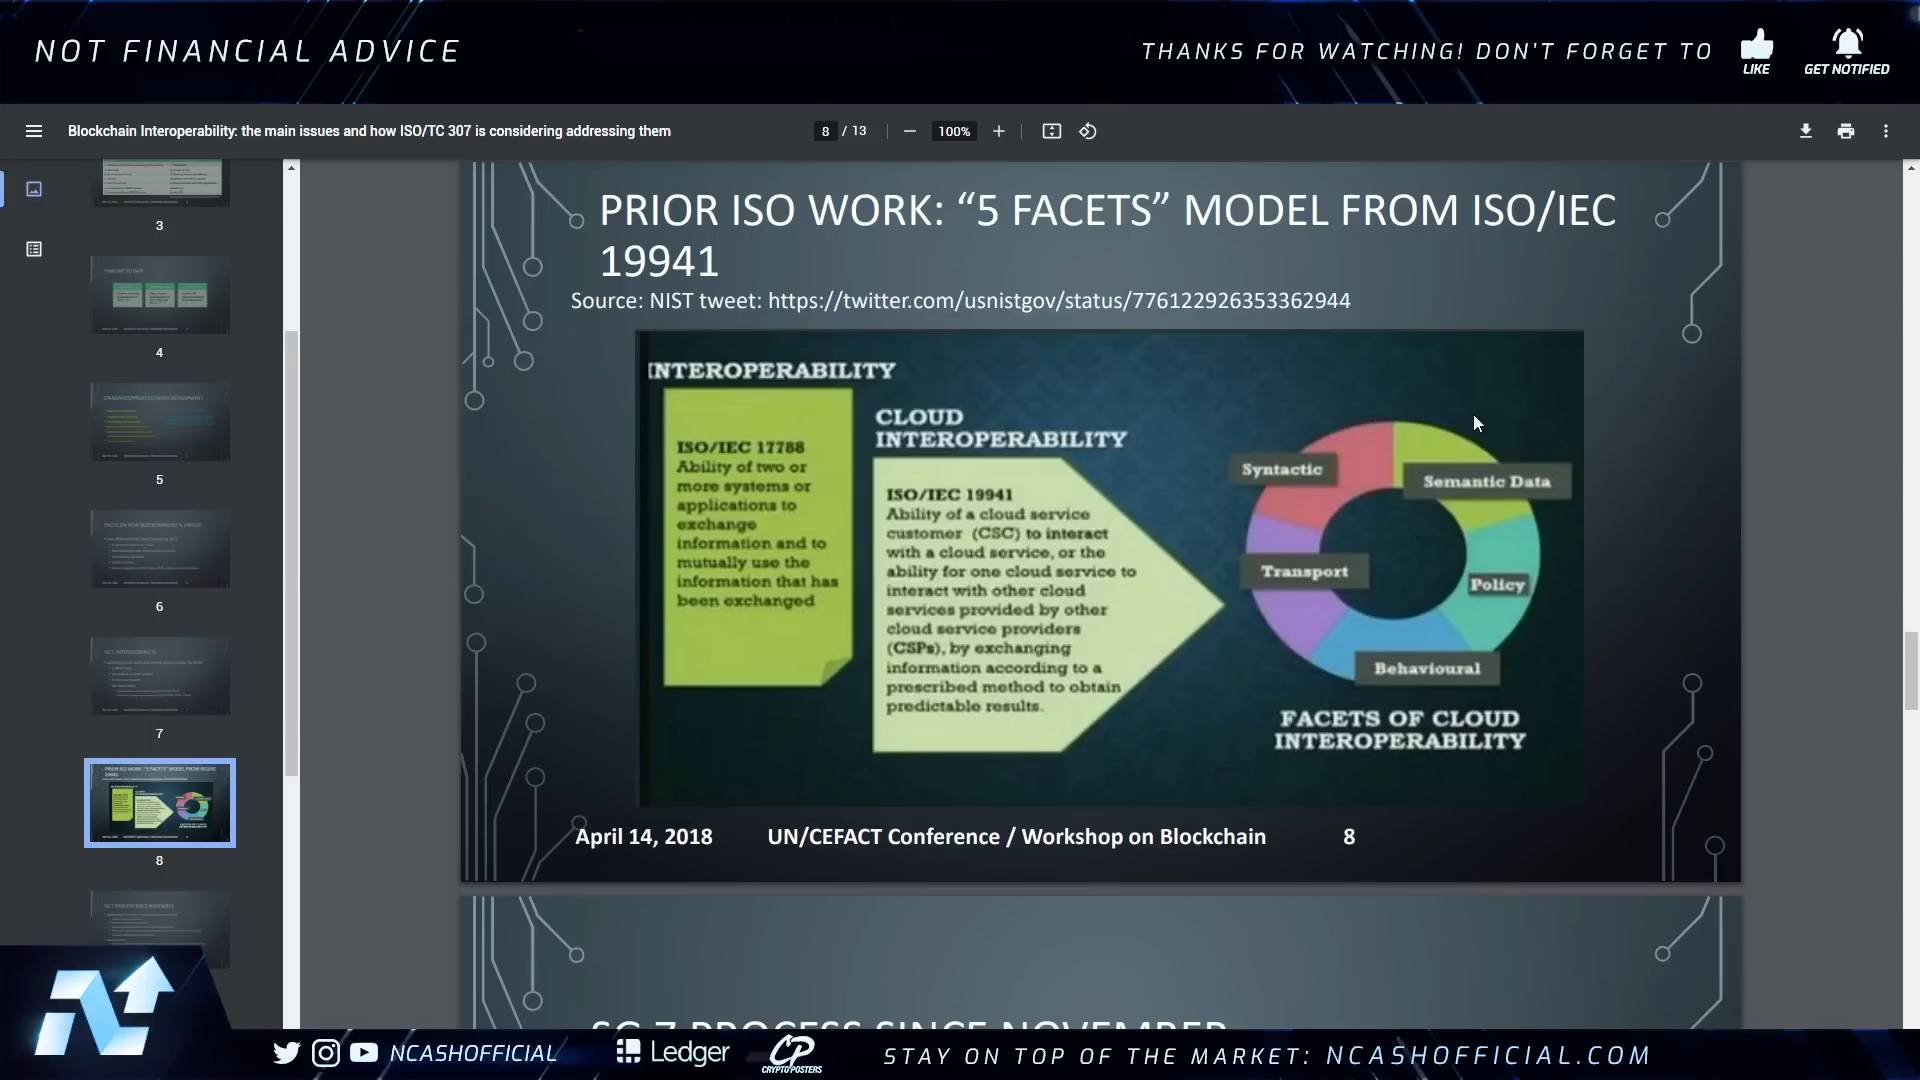 NOT FINANCIAL ADVICE
THANKS FOR WATCHING! DON'T FORGET TO
LIKE
GET NOTIFIED
Blockchain Interoperability: the main issues and how ISO/TC 307 is considering addressing them
8 / 13
100%
3
4
5
6
7
8
PRIOR ISO WORK: “5 FACETS” MODEL FROM ISO/IEC
19941
Source: NIST tweet: https://twitter.com/usnistgov/status/776122926353362944
INTEROPERABILITY
ISO/IEC 17788
Ability of two or
more systems or
applications to
exchange
information and to
mutually use the
information that has
been exchanged
CLOUD
INTEROPERABILITY
ISO/IEC 19941
Ability of a cloud service
customer (CSC) to interact
with a cloud service, or the
ability for one cloud service to
interact with other cloud
services provided by other
cloud service providers
(CSPs), by exchanging
information according to a
prescribed method to obtain
predictable results.
Syntactic
Semantic Data
Transport
Policy
Behavioural
FACETS OF CLOUD
INTEROPERABILITY
April 14, 2018
UN/CEFACT Conference / Workshop on Blockchain
8
SG 7 PROCESS SINCE NOVEMBER
NCASHOFFICIAL
Ledger
CP
CRYPTOPOSTERS
STAY ON TOP OF THE MARKET: NCASHOFFICIAL.COM